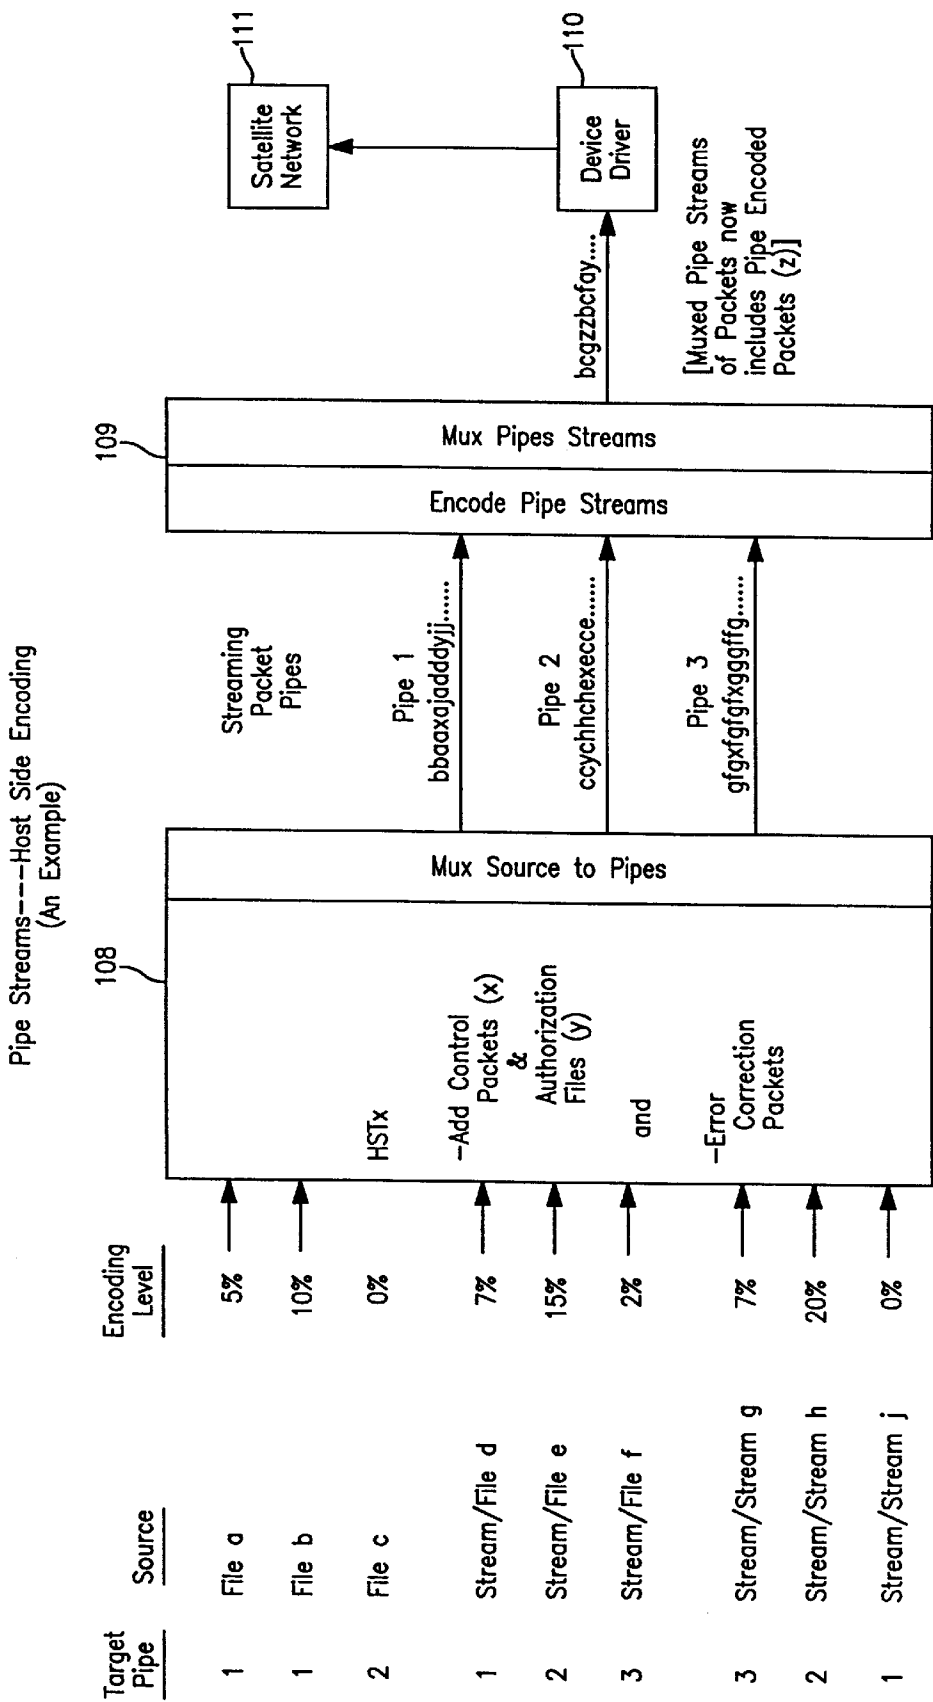 Pipe Streams---Host Side Encoding
(An Example)
Target
Pipe
Source
Encoding
Level
1
File a
5%
1
File b
10%
2
File c
0%
1
Stream/File d
7%
2
Stream/File e
15%
3
Stream/File f
2%
3
Stream/Stream g
7%
2
Stream/Stream h
20%
1
Stream/Stream j
0%
108
HSTx
-Add Control
Packets (x)
&
Authorization
Files (y)
and
-Error
Correction
Packets
Mux Source to Pipes
Streaming
Packet
Pipes
Pipe 1
bbaaxajadddyjj......
Pipe 2
ccychhchexecce......
Pipe 3
gfgxfgfgfxgggffg......
109
Encode Pipe Streams
Mux Pipes Streams
bcgzzbcfay....
[Muxed Pipe Streams
of Packets now
includes Pipe Encoded
Packets (z)]
Satellite
Network
111
Device
Driver
110